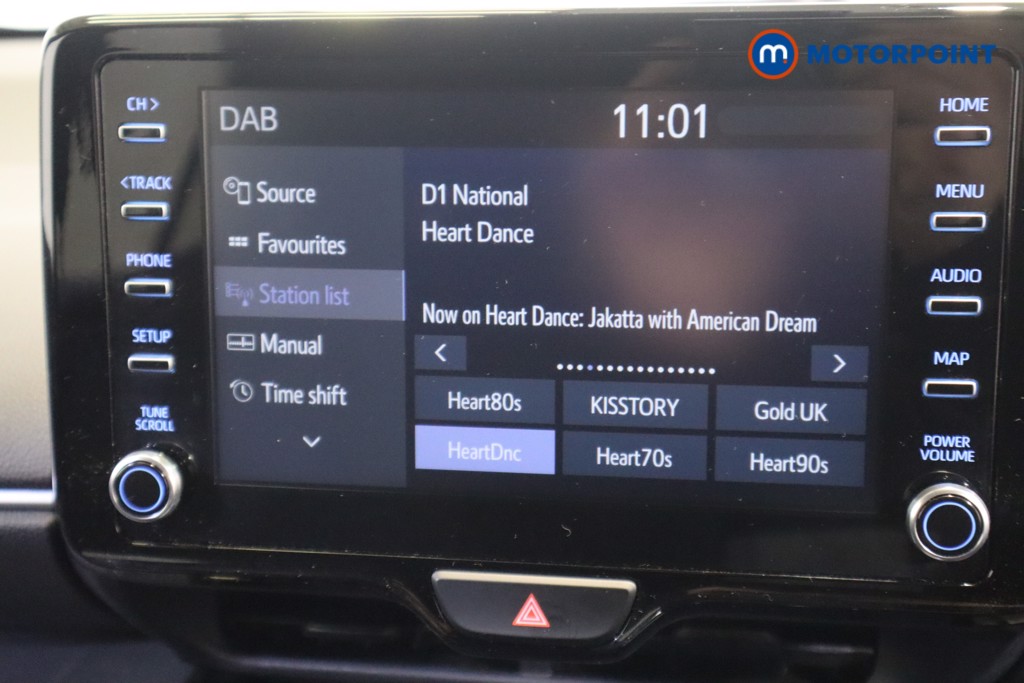 m MOTORPOINT
CH >
< TRACK
PHONE
SETUP
TUNE
SCROLL
DAB
11:01
Source
Favourites
Station list
Manual
Time shift
D1 National
Heart Dance
Now on Heart Dance: Jakatta with American Dream
< >
Heart80s KISSTORY Gold UK
HeartDnc Heart70s Heart90s
HOME
MENU
AUDIO
MAP
POWER
VOLUME